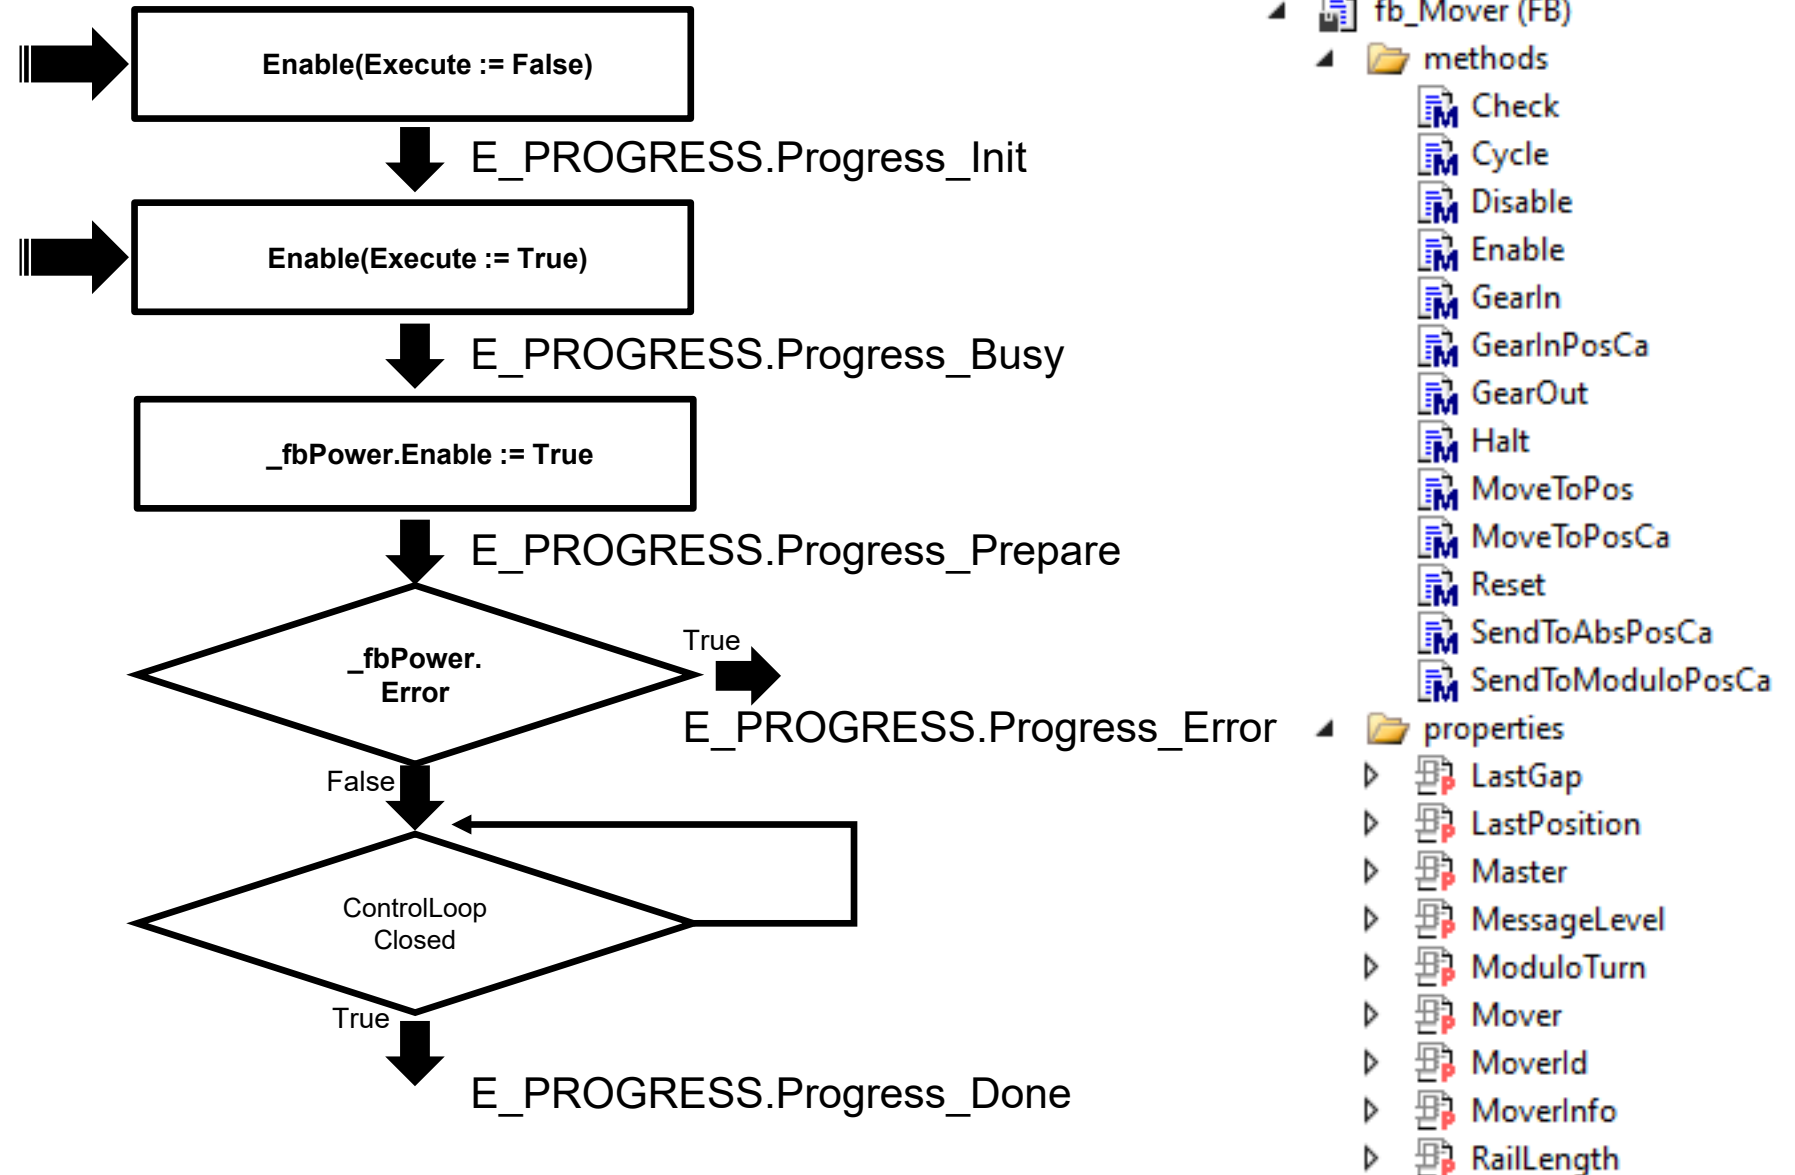 Enable(Execute := False)
E_PROGRESS.Progress_Init
Enable(Execute := True)
E_PROGRESS.Progress_Busy
_fbPower.Enable := True
E_PROGRESS.Progress_Prepare
_fbPower.
Error
True
E_PROGRESS.Progress_Error
False
ControlLoop
Closed
True
E_PROGRESS.Progress_Done
fb_Mover (FB)
methods
Check
Cycle
Disable
Enable
GearIn
GearInPosCa
GearOut
Halt
MoveToPos
MoveToPosCa
Reset
SendToAbsPosCa
SendToModuloPosCa
properties
LastGap
LastPosition
Master
MessageLevel
ModuloTurn
Mover
MoverId
MoverInfo
RailLength